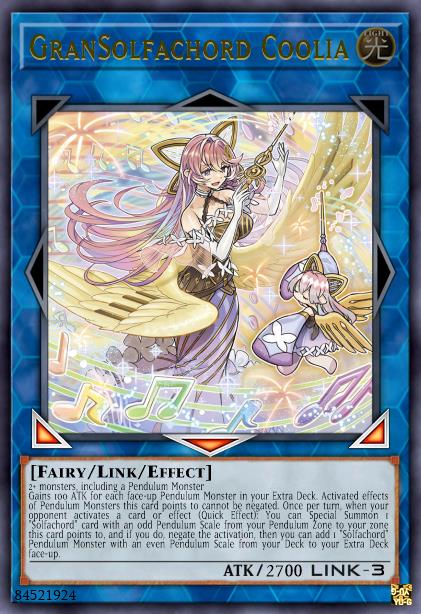 GranSolfachord Coolia
LIGHT
光
[Fairy/Link/Effect]
2+ monsters, including a Pendulum Monster
Gains 100 ATK for each face-up Pendulum Monster in your Extra Deck. Activated effects
of Pendulum Monsters this card points to cannot be negated. Once per turn, when your
opponent activates a card or effect (Quick Effect): You can Special Summon 1
"Solfachord" card with an odd Pendulum Scale from your Pendulum Zone to your zone
this card points to, and if you do, negate the activation, then you can add 1 "Solfachord"
Pendulum Monster with an even Pendulum Scale from your Deck to your Extra Deck
face-up.
ATK/2700 LINK-3
84521924